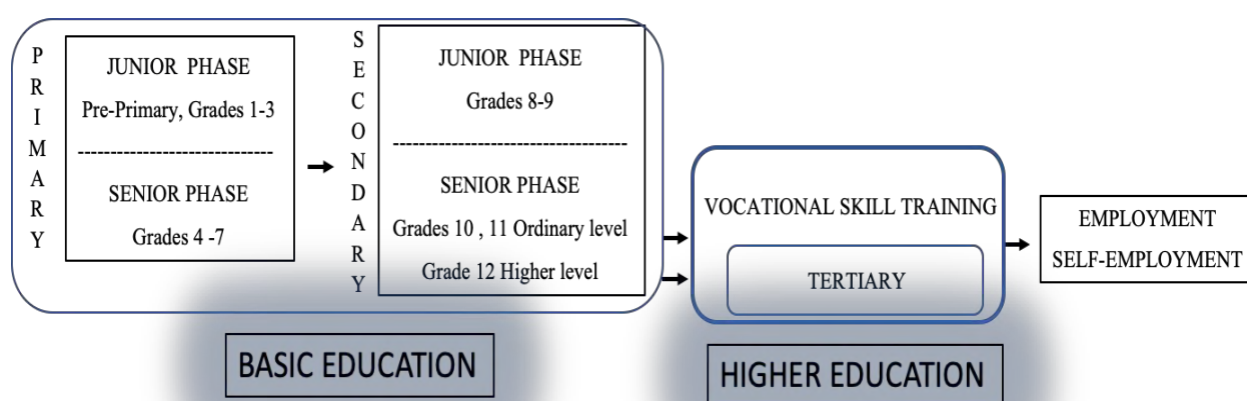 PRIMARY
JUNIOR PHASE
Pre-Primary, Grades 1-3
-------------------------------
SENIOR PHASE
Grades 4 -7
SECONDARY
JUNIOR PHASE
Grades 8-9
------------------------------------
SENIOR PHASE
Grades 10 , 11 Ordinary level
Grade 12 Higher level
VOCATIONAL SKILL TRAINING
TERTIARY
EMPLOYMENT
SELF-EMPLOYMENT
BASIC EDUCATION
HIGHER EDUCATION